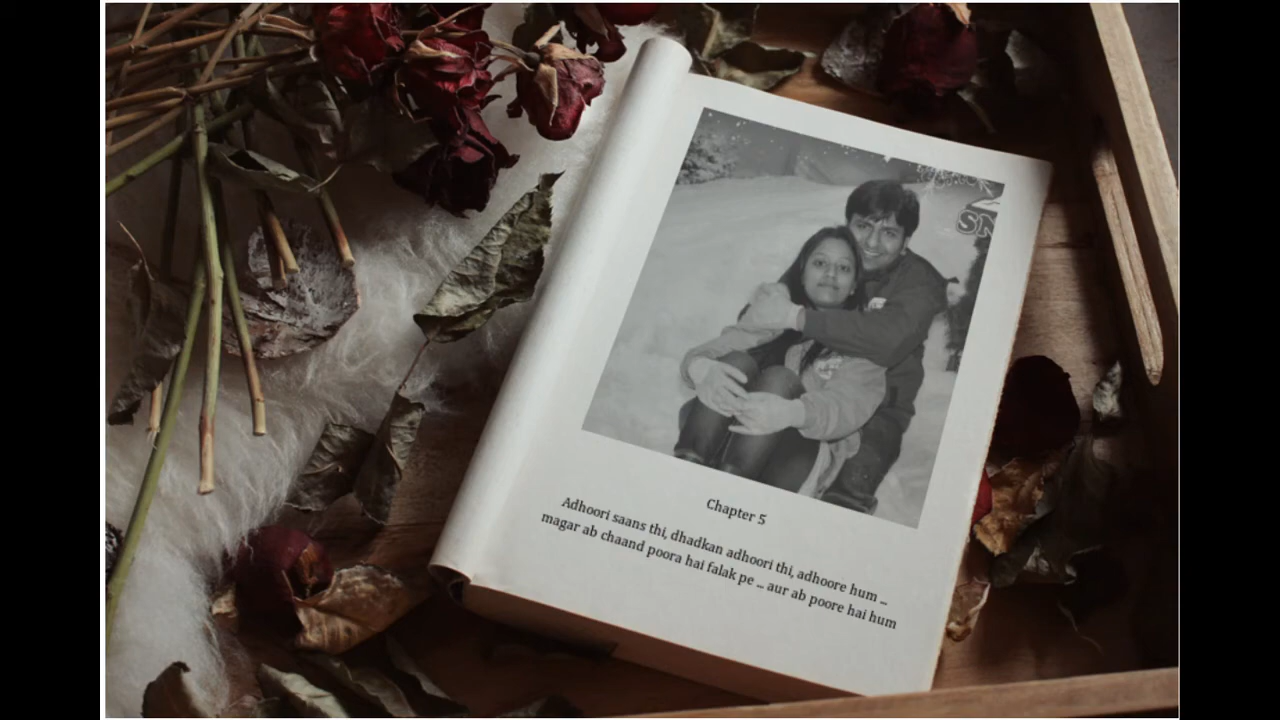 SN
Chapter 5
Adhoori saans thi, dhadkan adhoori thi, adhoore hum ...
magar ab chaand poora hai falak pe ... aur ab poore hai hum